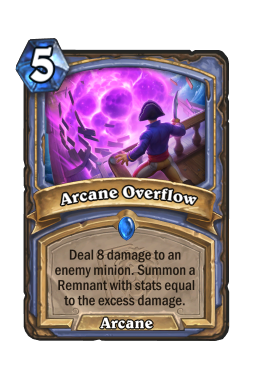 5
Arcane Overflow
Deal 8 damage to an
enemy minion. Summon a
Remnant with stats equal
to the excess damage.
Arcane